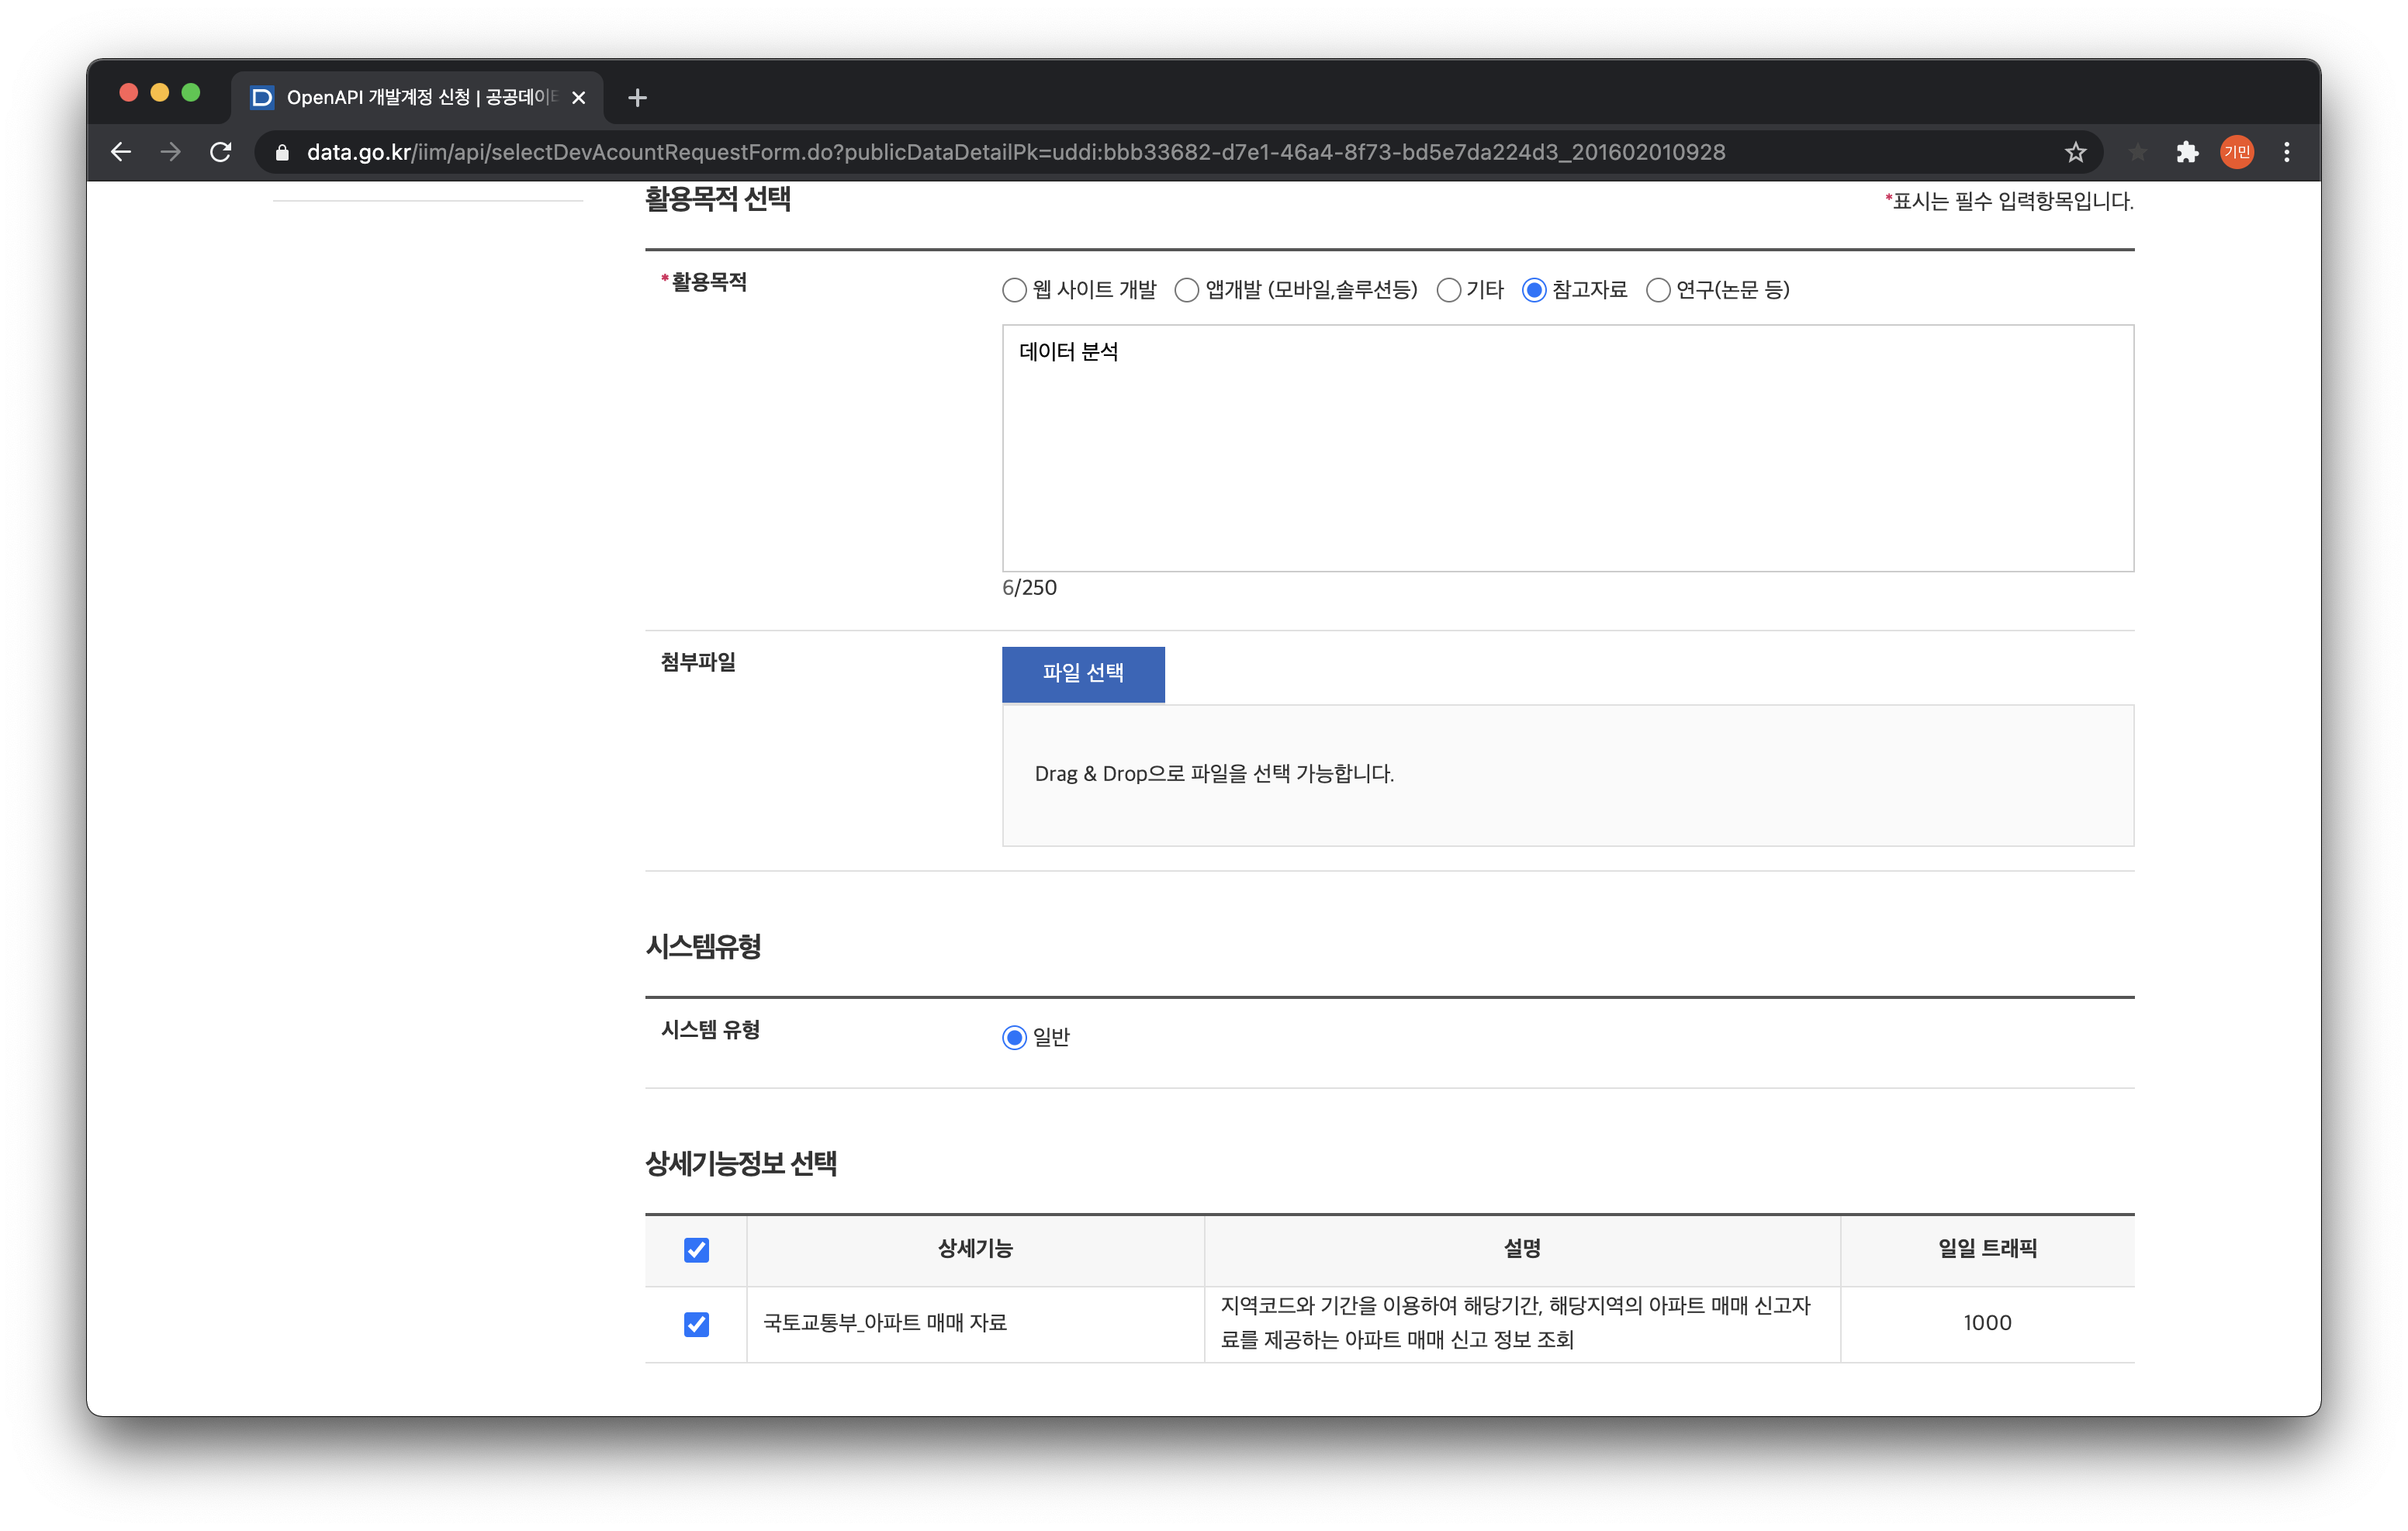 OpenAPI 개발계정 신청 | 공공데이터
data.go.kr/iim/api/selectDevAcountRequestForm.do?publicDataDetailPk=uddi:bbb33682-d7e1-46a4-8f73-bd5e7da224d3_201602010928
기민
활용목적 선택
*표시는 필수 입력항목입니다.
*활용목적
웹 사이트 개발 앱개발 (모바일,솔루션등) 기타 참고자료 연구(논문 등)
데이터 분석
6/250
첨부파일
파일 선택
Drag & Drop으로 파일을 선택 가능합니다.
시스템유형
시스템 유형
일반
상세기능정보 선택
상세기능 설명 일일 트래픽
국토교통부_아파트 매매 자료
지역코드와 기간을 이용하여 해당기간, 해당지역의 아파트 매매 신고자
료를 제공하는 아파트 매매 신고 정보 조회
1000